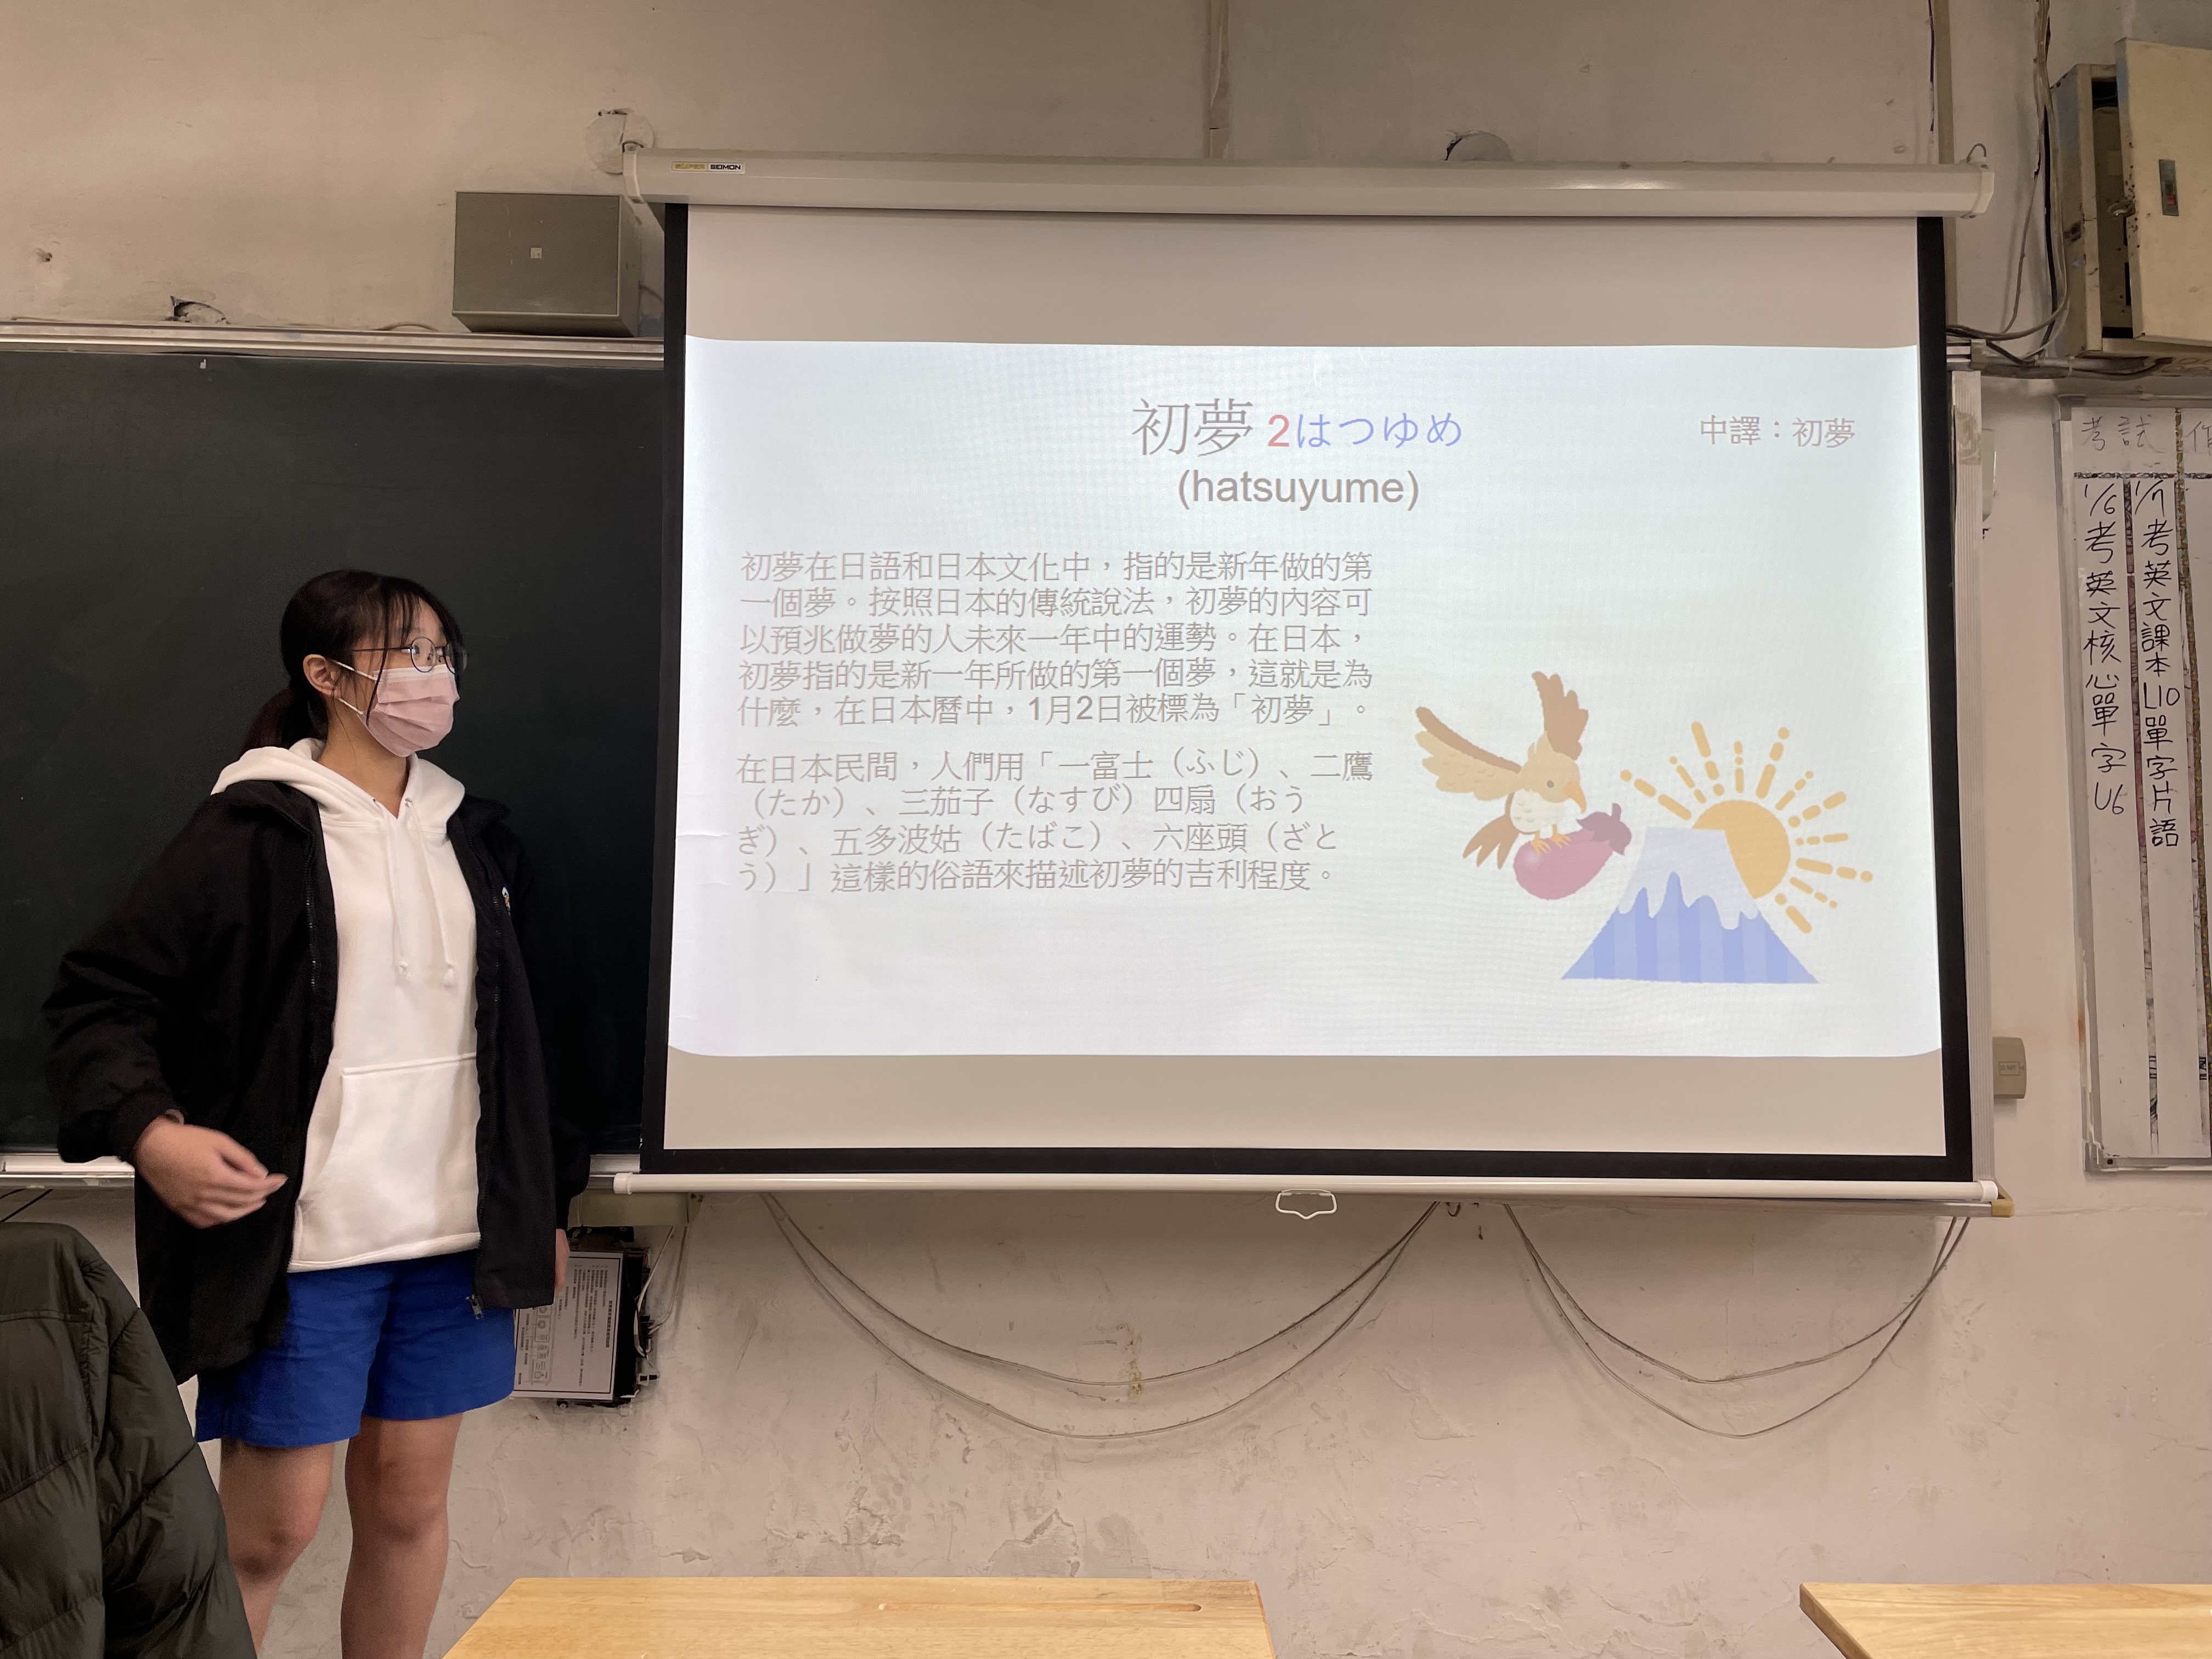 SUPER SEIMON
初夢 2はつゆめ
(hatsuyume)
中譯：初夢
初夢在日語和日本文化中，指的是新年做的第
一個夢。按照日本的傳統說法，初夢的內容可
以預兆做夢的人未來一年中的運勢。在日本，
初夢指的是新一年所做的第一個夢，這就是為
什麼，在日本曆中，1月2日被標為「初夢」。
在日本民間，人們用「一富士（ふじ）、二鷹
（たか）、三茄子（なすび）四扇（おう
ぎ）、五多波姑（たばこ）、六座頭（ざと
う）」這樣的俗語來描述初夢的吉利程度。
考試
1/7考英文課本L10單字片語
1/6考英文核心單字U6